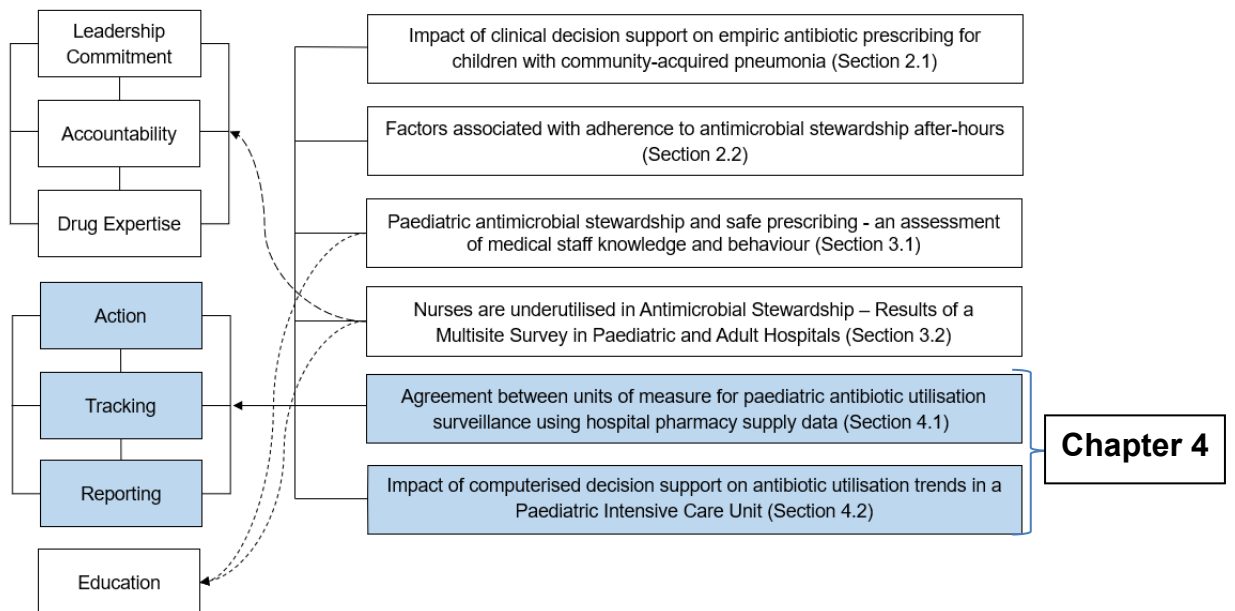 Leadership
Commitment
Accountability
Drug Expertise
Action
Tracking
Reporting
Education
Impact of clinical decision support on empiric antibiotic prescribing for
children with community-acquired pneumonia (Section 2.1)
Factors associated with adherence to antimicrobial stewardship after-hours
(Section 2.2)
Paediatric antimicrobial stewardship and safe prescribing - an assessment
of medical staff knowledge and behaviour (Section 3.1)
Nurses are underutilised in Antimicrobial Stewardship – Results of a
Multisite Survey in Paediatric and Adult Hospitals (Section 3.2)
Agreement between units of measure for paediatric antibiotic utilisation
surveillance using hospital pharmacy supply data (Section 4.1)
Impact of computerised decision support on antibiotic utilisation trends in a
Paediatric Intensive Care Unit (Section 4.2)
Chapter 4